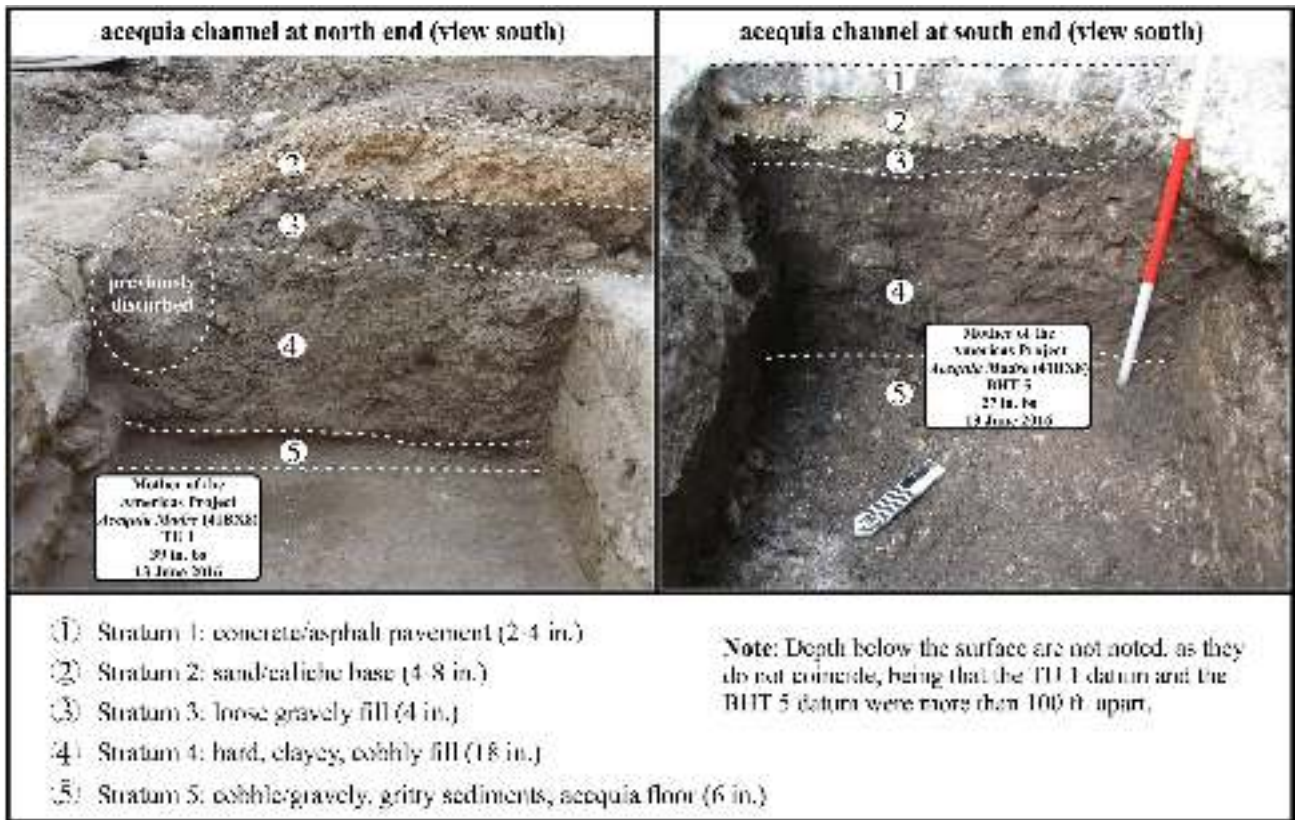 acequia channel at north end (view south)
2
3
previously
disturbed
4
5
Mother of the
Americas Project
Acequia Madre (41BX8)
TU 1
39 in. bs
13 June 2016
acequia channel at south end (view south)
1
2
3
4
5
Mother of the
Americas Project
Acequia Madre (41BX8)
BHT 5
27 in. bs
13 June 2016
1 Stratum 1: concrete/asphalt pavement (2-4 in.)
2 Stratum 2: sand/caliche base (4-8 in.)
3 Stratum 3: loose gravely fill (4 in.)
4 Stratum 4: hard, clayey, cobbly fill (18 in.)
5 Stratum 5: cobble/gravely, gritty sediments, acequia floor (6 in.)
Note: Depth below the surface are not noted, as they
do not coincide, being that the TU 1 datum and the
BHT 5 datum were more than 100 ft. apart.